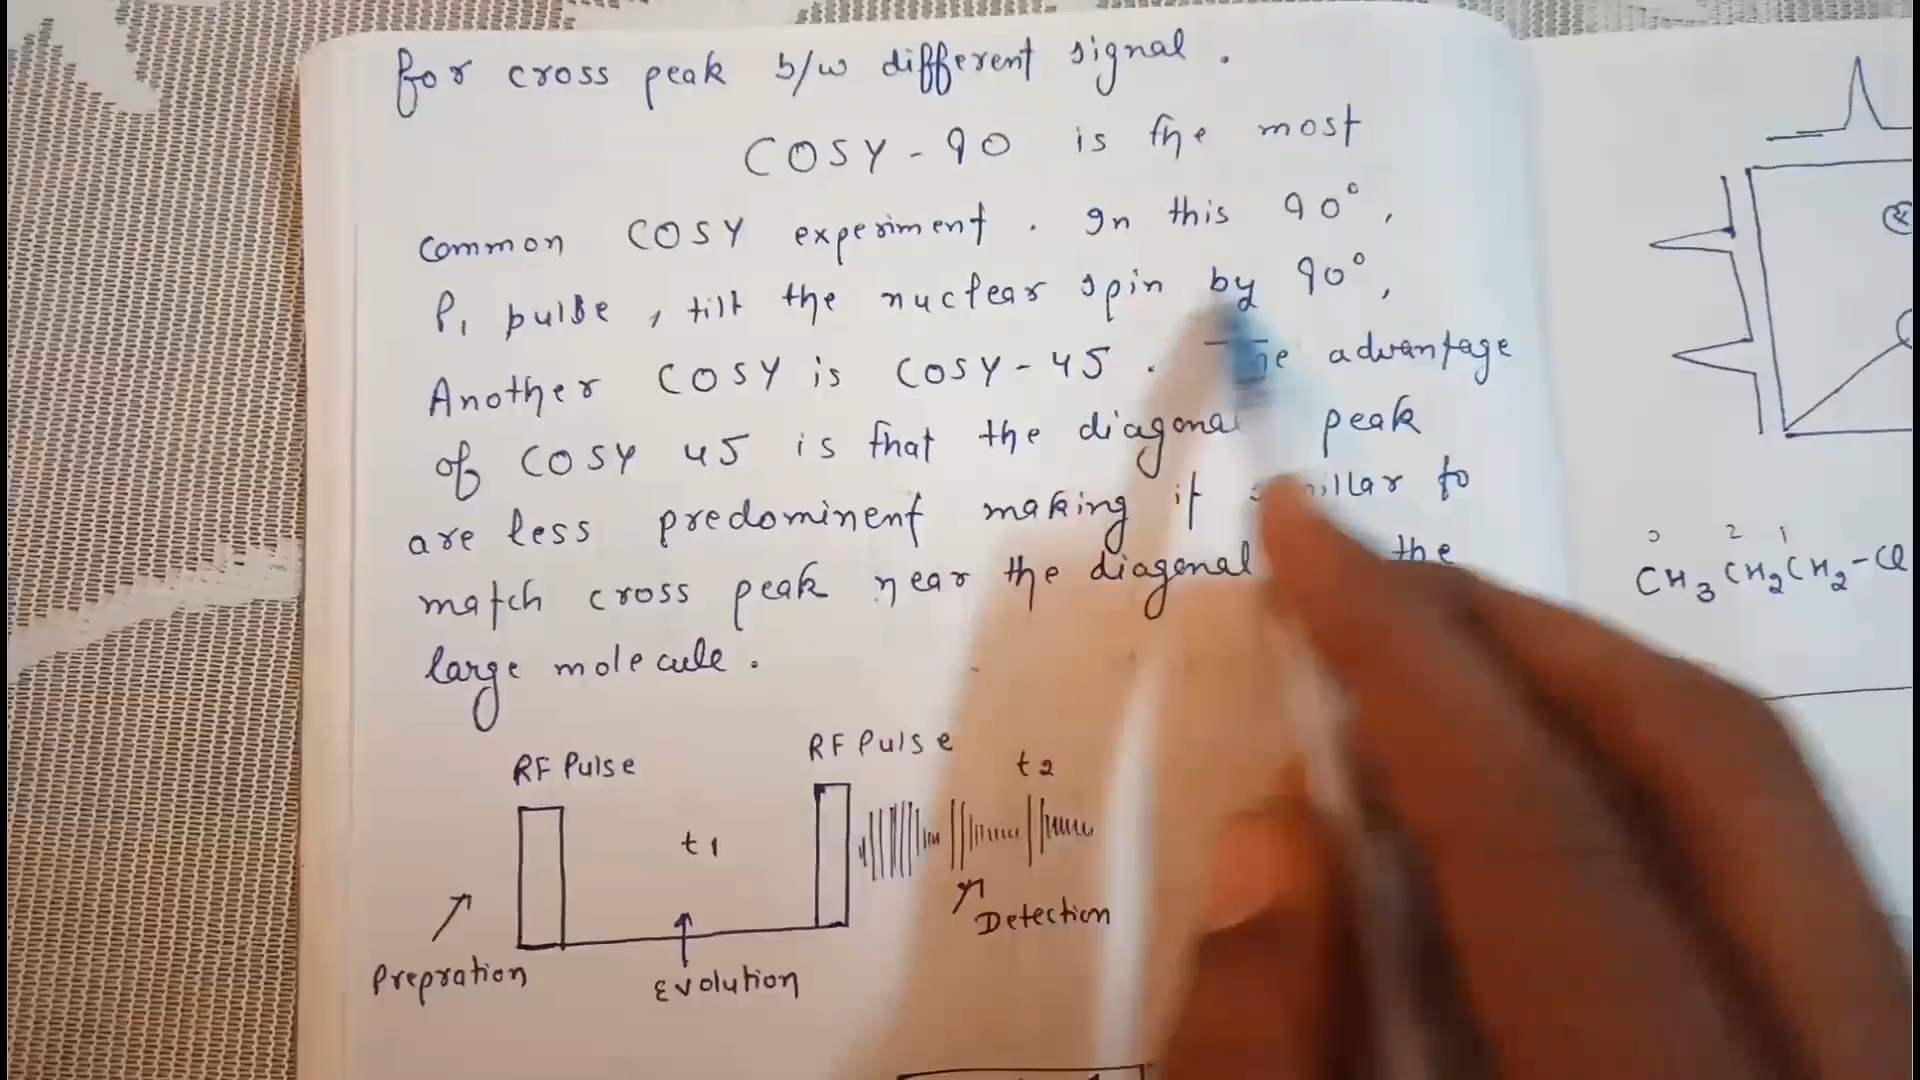 for cross peak b/w different signal.
COSY-90 is the most
common COSY experiment. In this 90°,
P1 pulse, tilt the nuclear spin by 90°,
Another COSY is COSY-45. The advantage
of COSY 45 is that the diagonal peak
are less predominent making it to
match cross peak near the diagonal the
large molecule.
RF Pulse
RF Pulse
t1
t2
Prepration
Evolution
Detection
3 2 1
CH3CH2CH2-Cl